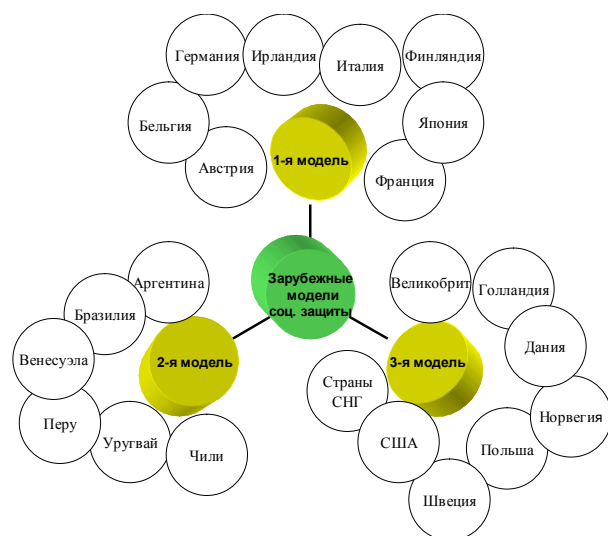 Германия
Ирландия
Италия
Финляндия
Бельгия
Япония
Австрия
1-я модель
Франция
Зарубежные
модели
соц. защиты
Аргентина
Бразилия
Венесуэла
2-я модель
Перу
Уругвай
Чили
Великобрит
Голландия
Дания
3-я модель
Страны
СНГ
Норвегия
США
Польша
Швеция